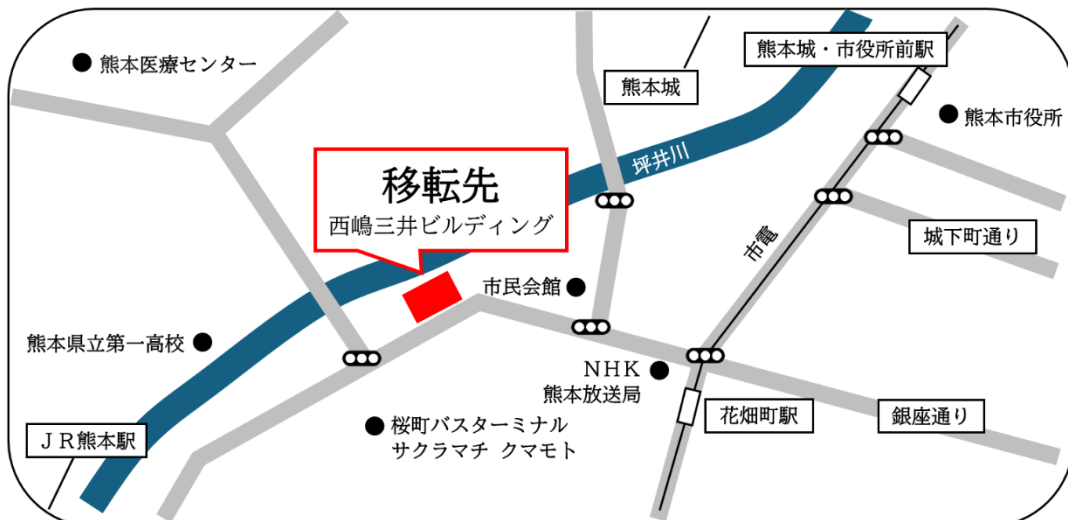 熊本医療センター
熊本城
熊本城・市役所前駅
熊本市役所
坪井川
移転先
西嶋三井ビルディング
城下町通り
市電
市民会館
熊本県立第一高校
NHK
熊本放送局
花畑町駅
銀座通り
桜町バスターミナル
サクラマチ クマモト
JR熊本駅